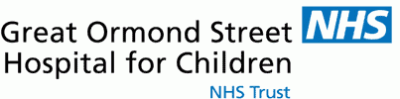 Great Ormond Street NHS
Hospital for Children
NHS Trust